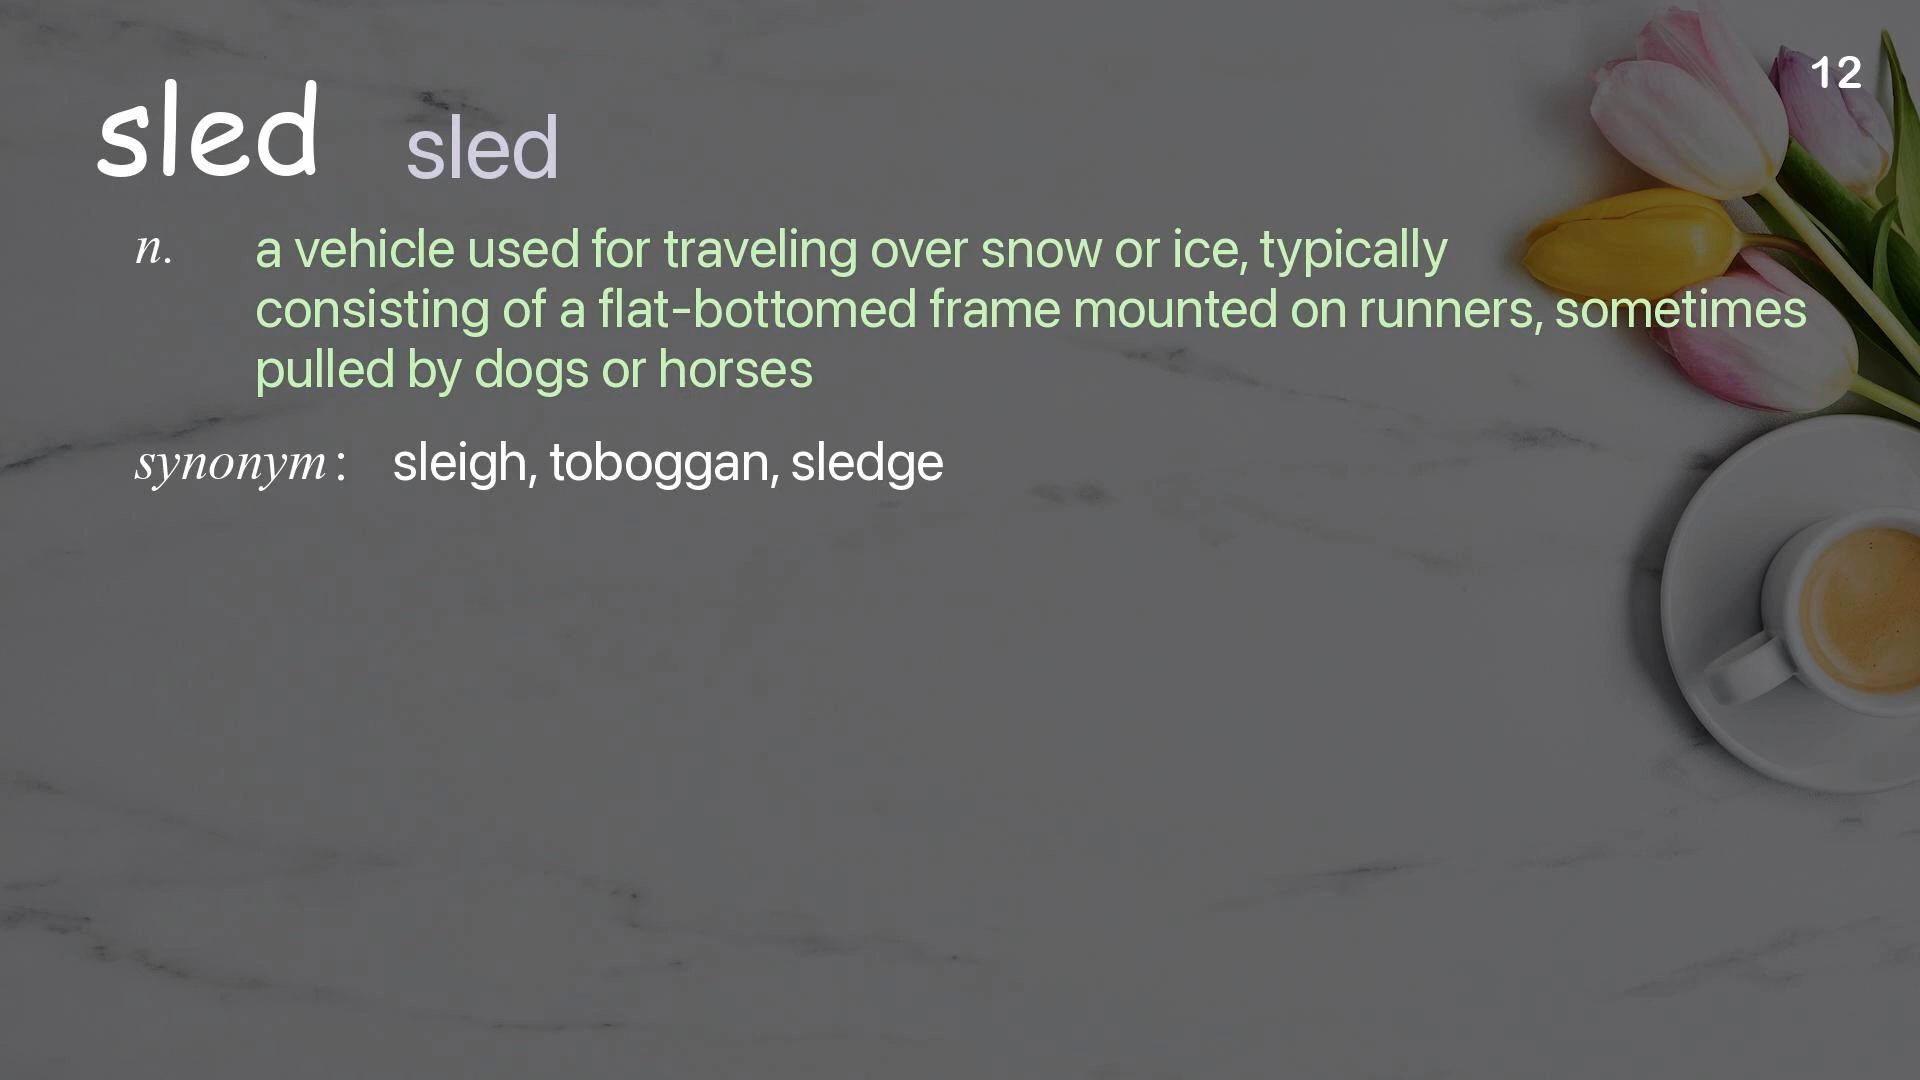 12
sled sled
n. a vehicle used for traveling over snow or ice, typically
consisting of a flat-bottomed frame mounted on runners, sometimes
pulled by dogs or horses
synonym: sleigh, toboggan, sledge